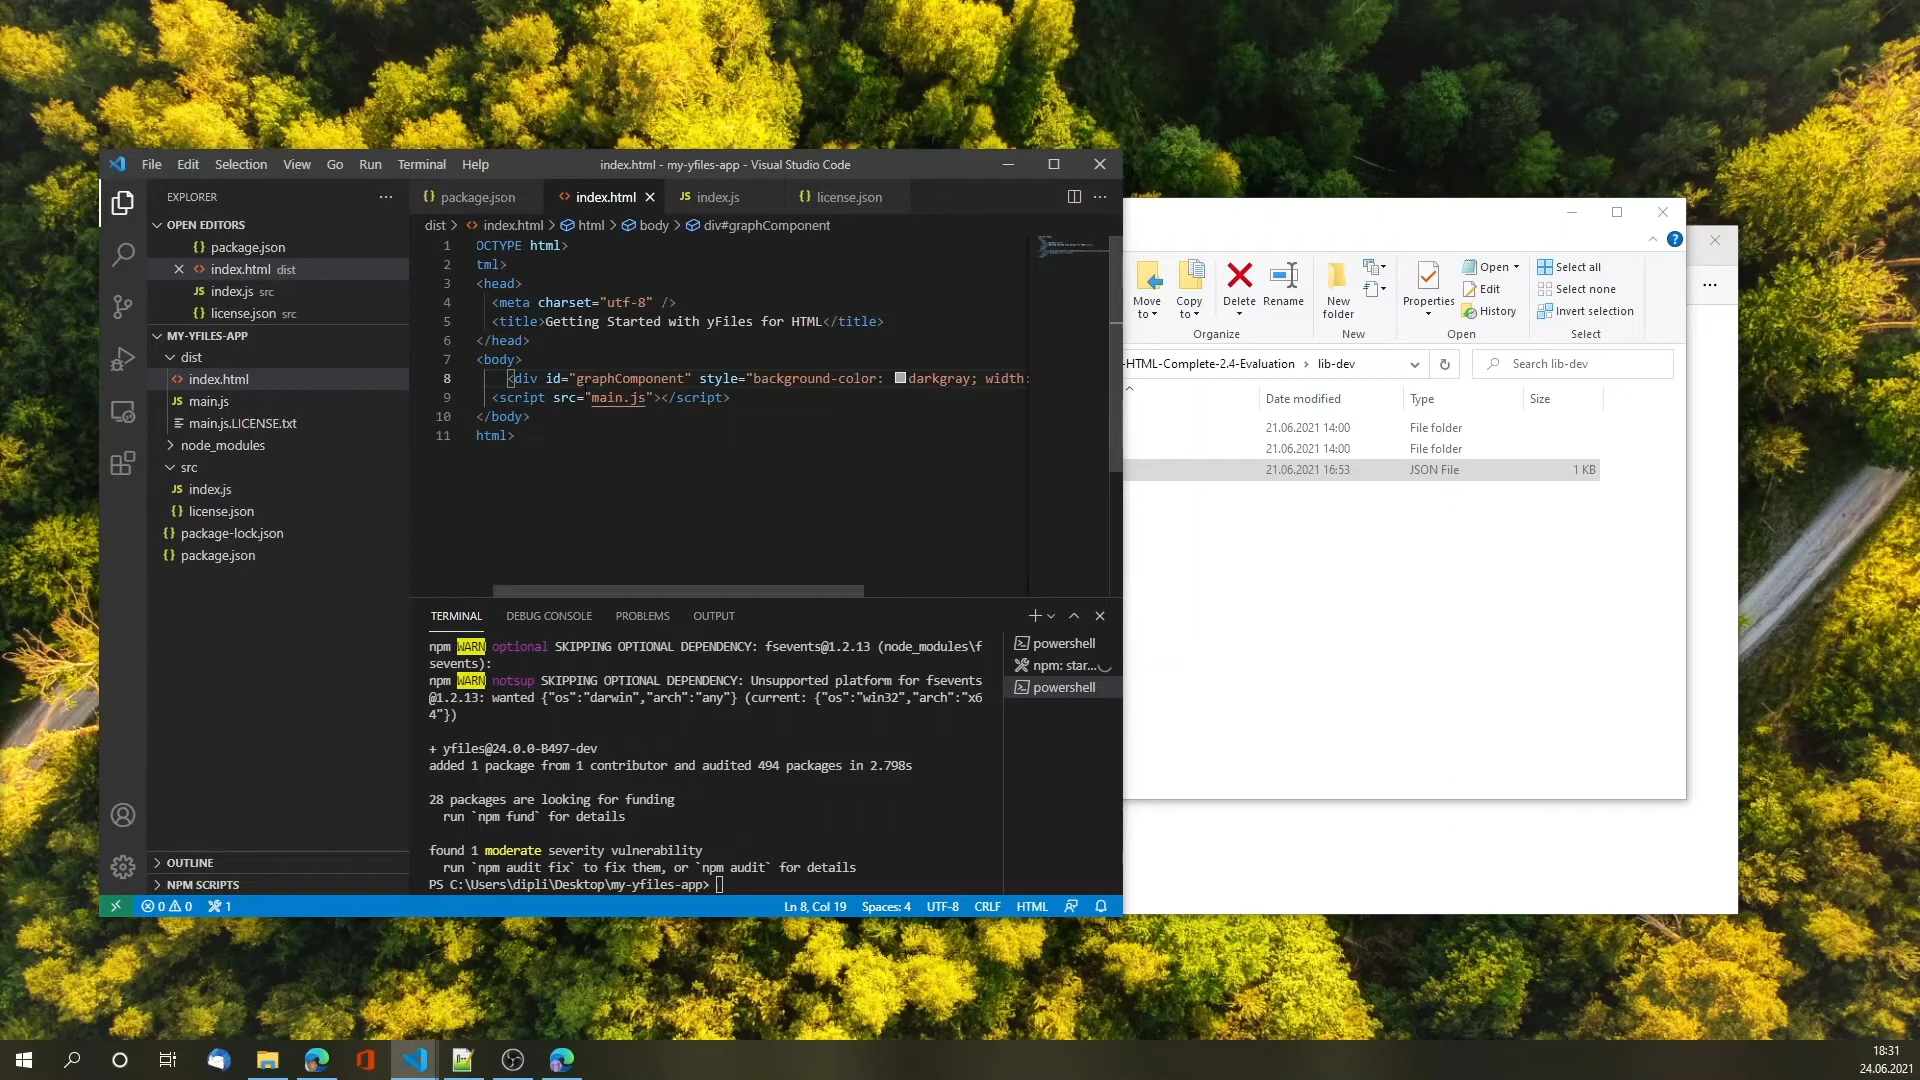 File Edit Selection View Go Run Terminal Help
index.html - my-yfiles-app - Visual Studio Code
EXPLORER
OPEN EDITORS
package.json
index.html dist
index.js src
license.json src
MY-YFILES-APP
dist
index.html
main.js
main.js.LICENSE.txt
node_modules
src
index.js
license.json
package-lock.json
package.json
OUTLINE
NPM SCRIPTS
package.json index.html index.js license.json
dist > index.html > html > body > div#graphComponent
1 OCTYPE html>
2 tml>
3 <head>
4 <meta charset="utf-8" />
5 <title>Getting Started with yFiles for HTML</title>
6 </head>
7 <body>
8 <div id="graphComponent" style="background-color: darkgray; width:
9 <script src="main.js"></script>
10 </body>
11 html>
TERMINAL DEBUG CONSOLE PROBLEMS OUTPUT
npm WARN optional SKIPPING OPTIONAL DEPENDENCY: fsevents@1.2.13 (node_modules\f
sevents):
npm WARN notsup SKIPPING OPTIONAL DEPENDENCY: Unsupported platform for fsevents
@1.2.13: wanted {"os":"darwin","arch":"any"} (current: {"os":"win32","arch":"x6
4"})
+ yfiles@24.0.0-B497-dev
added 1 package from 1 contributor and audited 494 packages in 2.798s
28 packages are looking for funding
run `npm fund` for details
found 1 moderate severity vulnerability
run `npm audit fix` to fix them, or `npm audit` for details
PS C:\Users\dipli\Desktop\my-yfiles-app>
powershell
npm: star...
powershell
0 0 1
Ln 8, Col 19 Spaces: 4 UTF-8 CRLF HTML
Move to
Copy to
Delete
Rename
Organize
New folder
New
Properties
Open
Edit
History
Open
Select all
Select none
Invert selection
Select
-HTML-Complete-2.4-Evaluation > lib-dev
Search lib-dev
Date modified Type Size
21.06.2021 14:00 File folder
21.06.2021 14:00 File folder
21.06.2021 16:53 JSON File 1 KB
18:31
24.06.2021